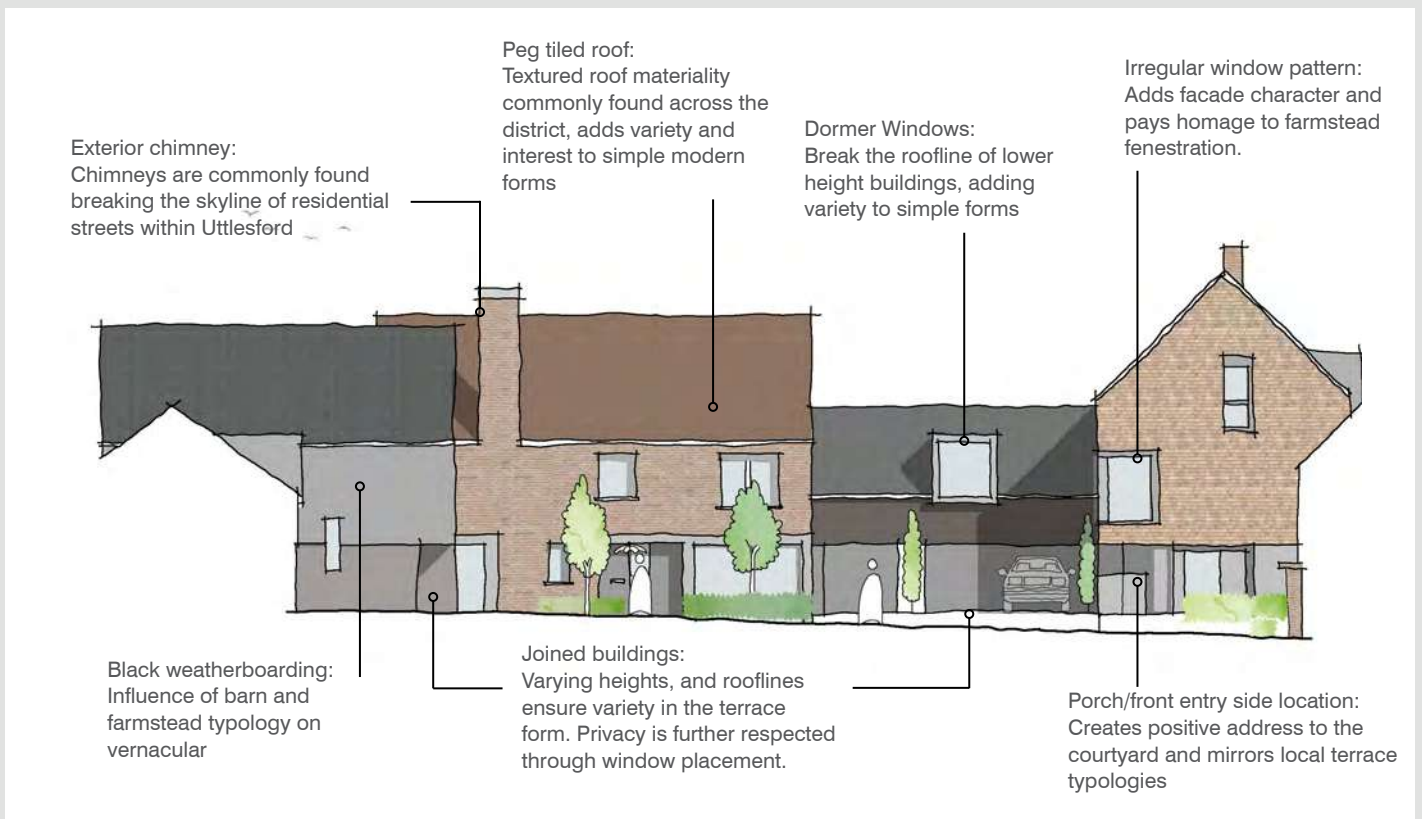 Exterior chimney:
Chimneys are commonly found
breaking the skyline of residential
streets within Uttlesford
Peg tiled roof:
Textured roof materiality
commonly found across the
district, adds variety and
interest to simple modern
forms
Dormer Windows:
Break the roofline of lower
height buildings, adding
variety to simple forms
Irregular window pattern:
Adds facade character and
pays homage to farmstead
fenestration.
Black weatherboarding:
Influence of barn and
farmstead typology on
vernacular
Joined buildings:
Varying heights, and rooflines
ensure variety in the terrace
form. Privacy is further respected
through window placement.
Porch/front entry side location:
Creates positive address to the
courtyard and mirrors local terrace
typologies